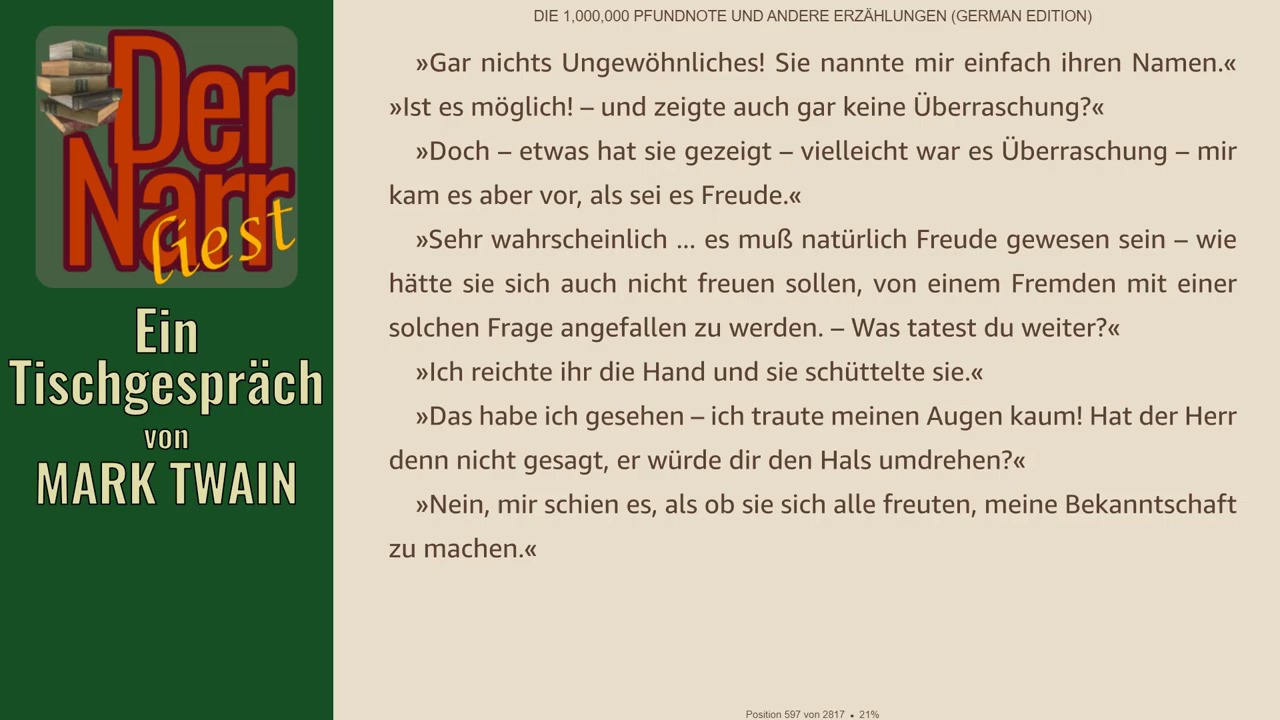 Der
Narr
liest
Ein
Tischgespräch
von
MARK TWAIN
DIE 1,000,000 PFUNDNOTE UND ANDERE ERZÄHLUNGEN (GERMAN EDITION)
»Gar nichts Ungewöhnliches! Sie nannte mir einfach ihren Namen.«
»Ist es möglich! – und zeigte auch gar keine Überraschung?«
»Doch – etwas hat sie gezeigt – vielleicht war es Überraschung – mir
kam es aber vor, als sei es Freude.«
»Sehr wahrscheinlich ... es muß natürlich Freude gewesen sein – wie
hätte sie sich auch nicht freuen sollen, von einem Fremden mit einer
solchen Frage angefallen zu werden. – Was tatest du weiter?«
»Ich reichte ihr die Hand und sie schüttelte sie.«
»Das habe ich gesehen – ich traute meinen Augen kaum! Hat der Herr
denn nicht gesagt, er würde dir den Hals umdrehen?«
»Nein, mir schien es, als ob sie sich alle freuten, meine Bekanntschaft
zu machen.«
Position 597 von 2817 • 21%